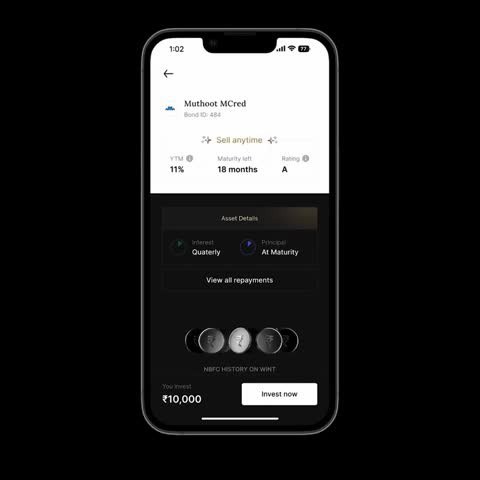 1:02
77
Muthoot MCred
Bond ID: 484
Sell anytime
YTM
Maturity left
Rating
11%
18 months
A
Asset Details
Interest
Principal
Quaterly
At Maturity
View all repayments
NBFC HISTORY ON WINT
You invest
₹10,000
Invest now